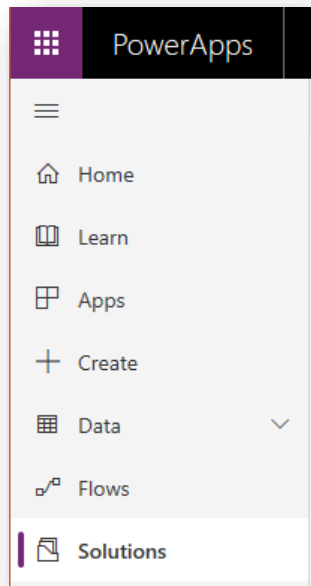 PowerApps
Home
Learn
Apps
Create
Data
Flows
Solutions